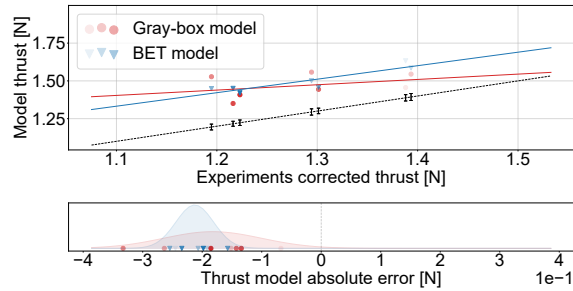 Model thrust [N]
1.75
1.50
1.25
Gray-box model
BET model
1.1 1.2 1.3 1.4 1.5
Experiments corrected thrust [N]
−4 −3 −2 −1 0 1 2 3 4
Thrust model absolute error [N]
1e−1